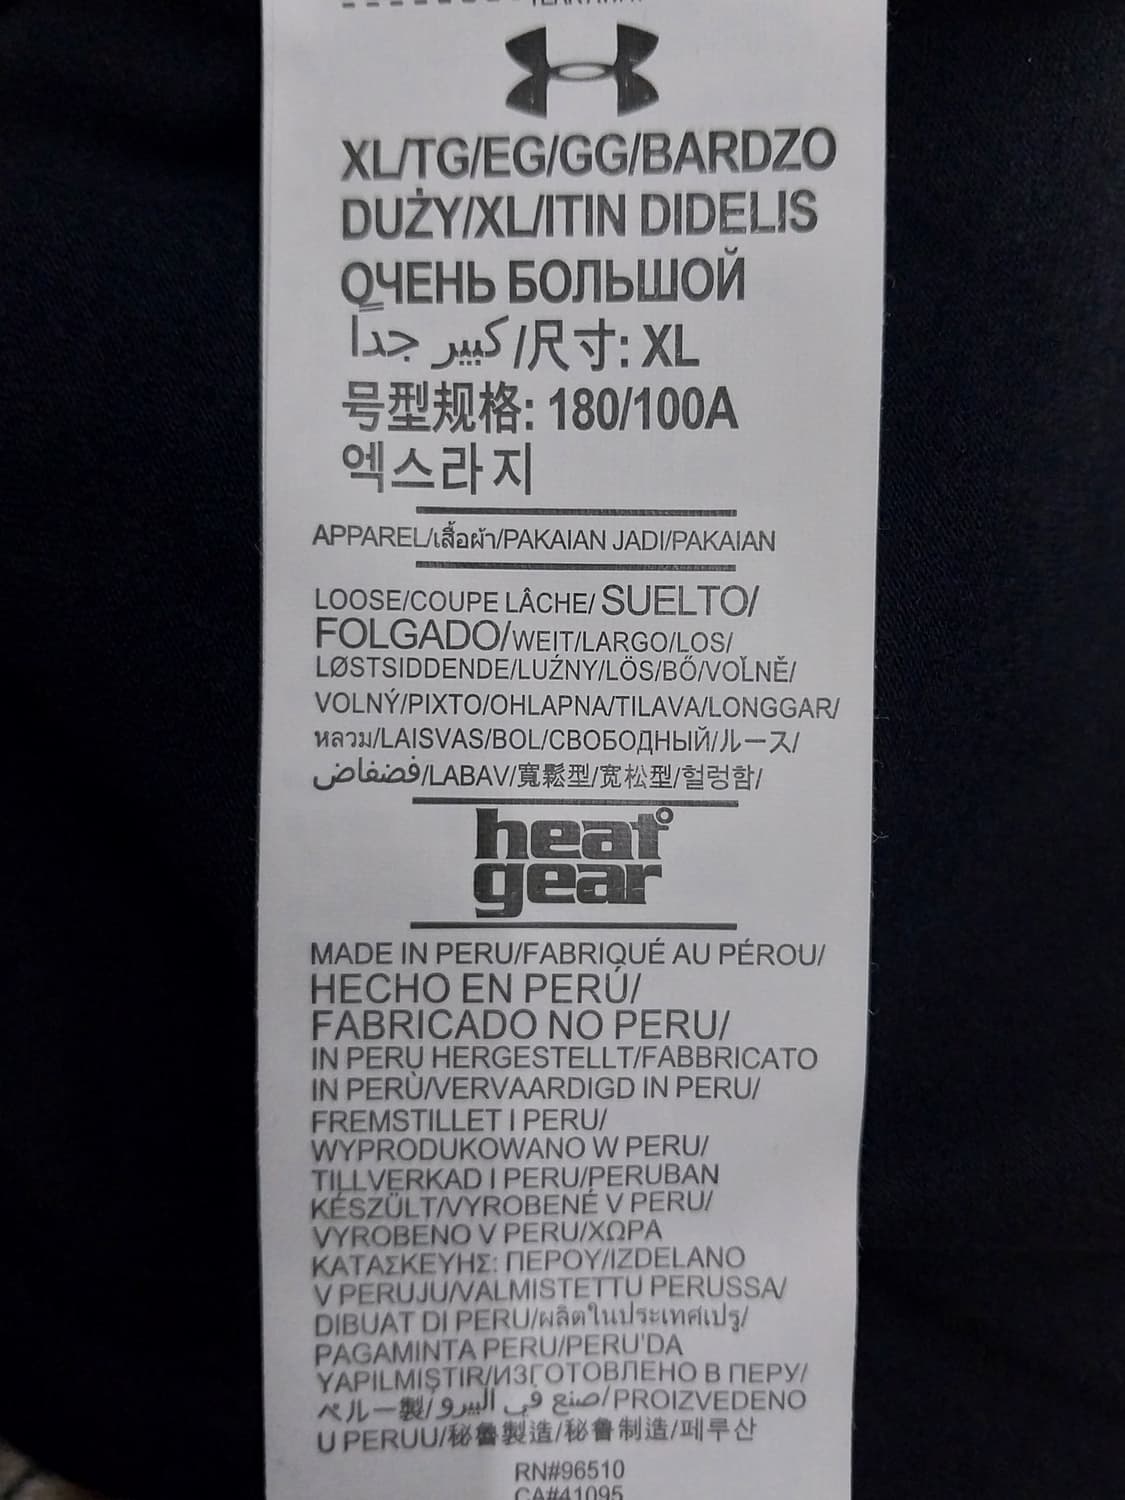 XL/TG/EG/GG/BARDZO
DUŻY/XL/ITIN DIDELIS
ОЧЕНЬ БОЛЬШОЙ
كبير جداً/尺寸: XL
号型规格: 180/100A
엑스라지
APPAREL/เสื้อผ้า/PAKAIAN JADI/PAKAIAN
LOOSE/COUPE LÂCHE/ SUELTO/
FOLGADO/WEIT/LARGO/LOS/
LØSTSIDDENDE/LUŹNY/LÖS/BŐ/VOĽNĚ/
VOLNÝ/PIXTO/OHLAPNA/TILAVA/LONGGAR/
หลวม/LAISVAS/BOL/СВОБОДНЫЙ/ルース/
فضفاض/LABAV/寬鬆型/宽松型/헐렁함/
heat
gear
MADE IN PERU/FABRIQUÉ AU PÉROU/
HECHO EN PERÚ/
FABRICADO NO PERU/
IN PERU HERGESTELLT/FABBRICATO
IN PERÙ/VERVAARDIGD IN PERU/
FREMSTILLET I PERU/
WYPRODUKOWANO W PERU/
TILLVERKAD I PERU/PERUBAN
KÉSZÜLT/VYROBENÉ V PERU/
VYROBENO V PERU/ΧΩΡΑ
ΚΑΤΑΣΚΕΥΗΣ: ΠΕΡΟΥ/IZDELANO
V PERUJU/VALMISTETTU PERUSSA/
DIBUAT DI PERU/ผลิตในประเทศเปรู/
PAGAMINTA PERU/PERU'DA
YAPILMIŞTIR/ИЗГОТОВЛЕНО В ПЕРУ/
ペルー製/صنع في البيرو/PROIZVEDENO
U PERUU/秘魯製造/秘鲁制造/페루산
RN#96510
CA#41095